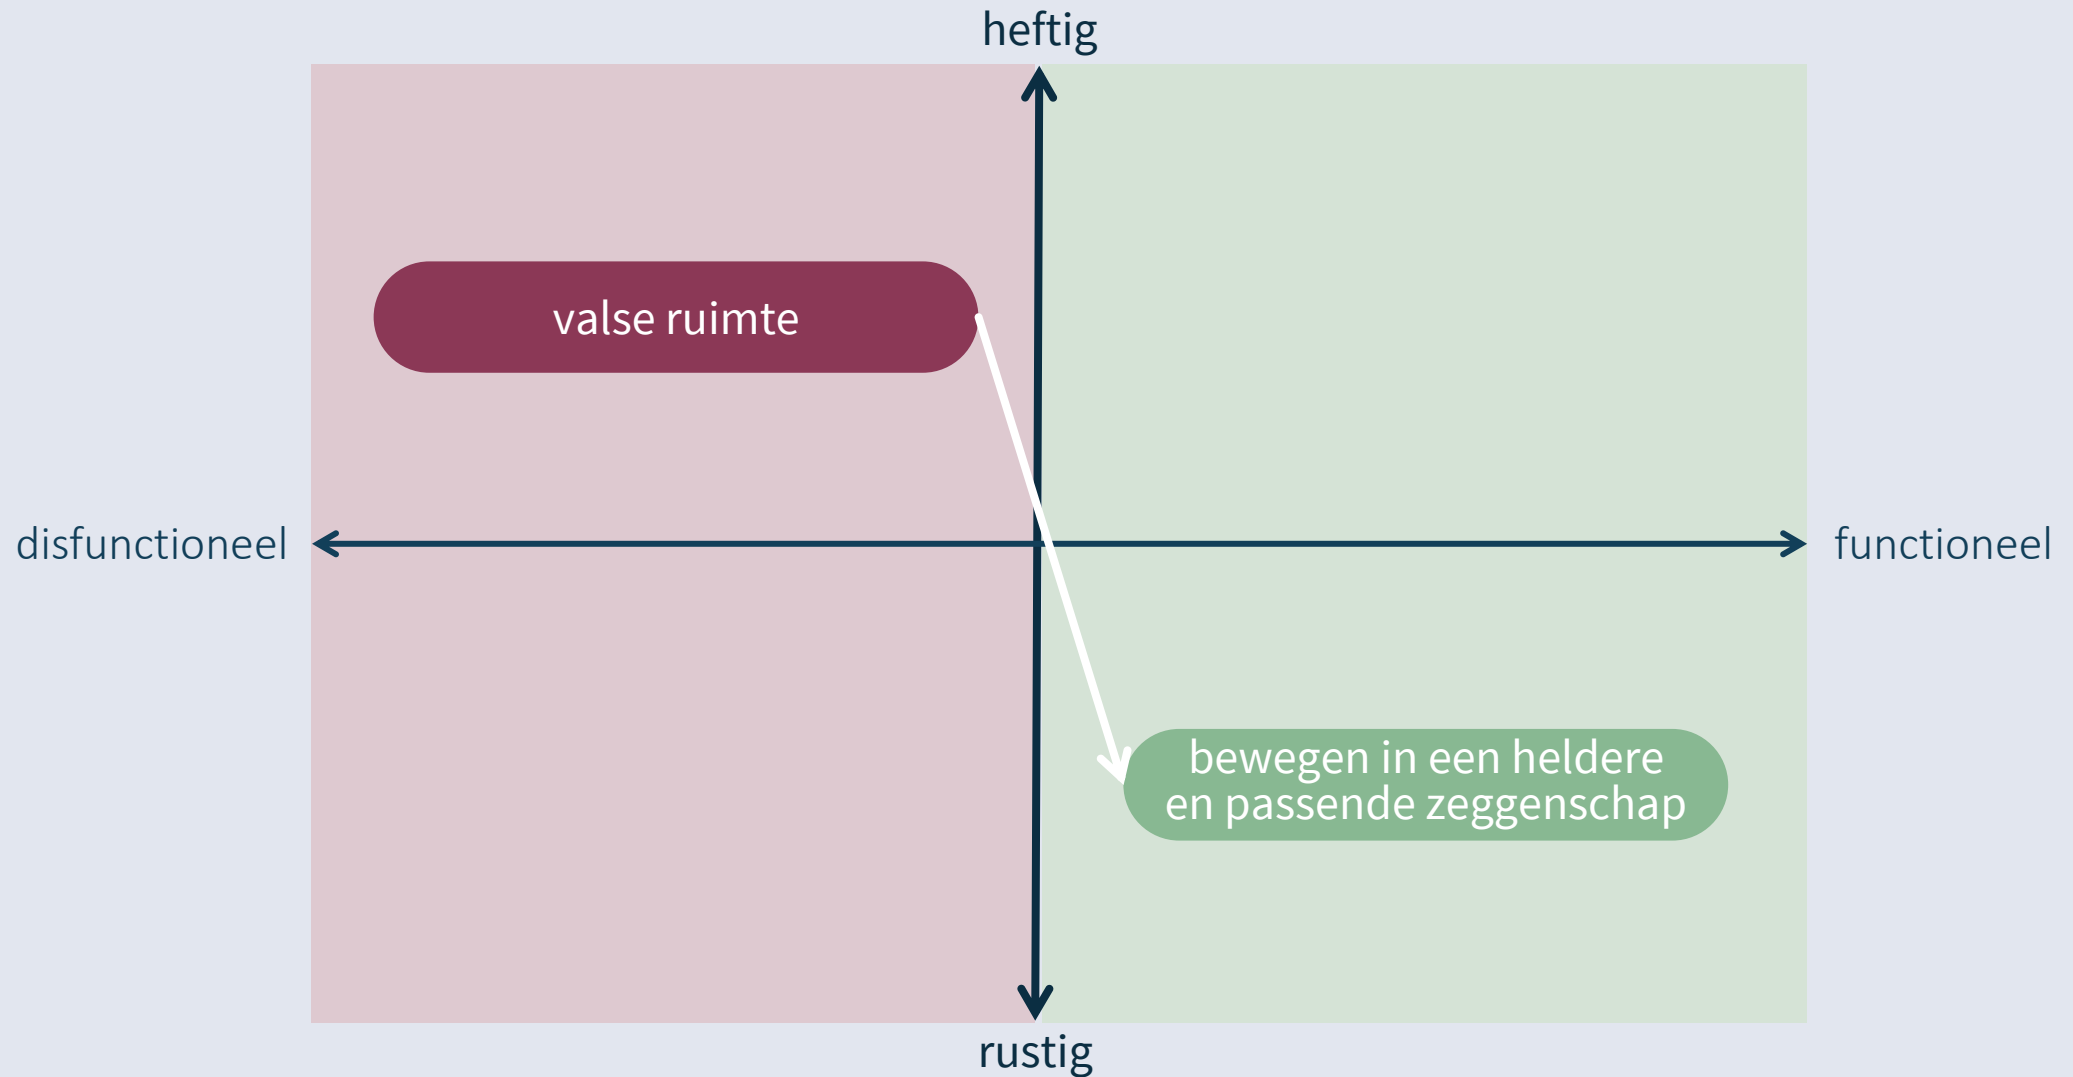 heftig
valse ruimte
disfunctioneel
functioneel
bewegen in een heldere
en passende zeggenschap
rustig